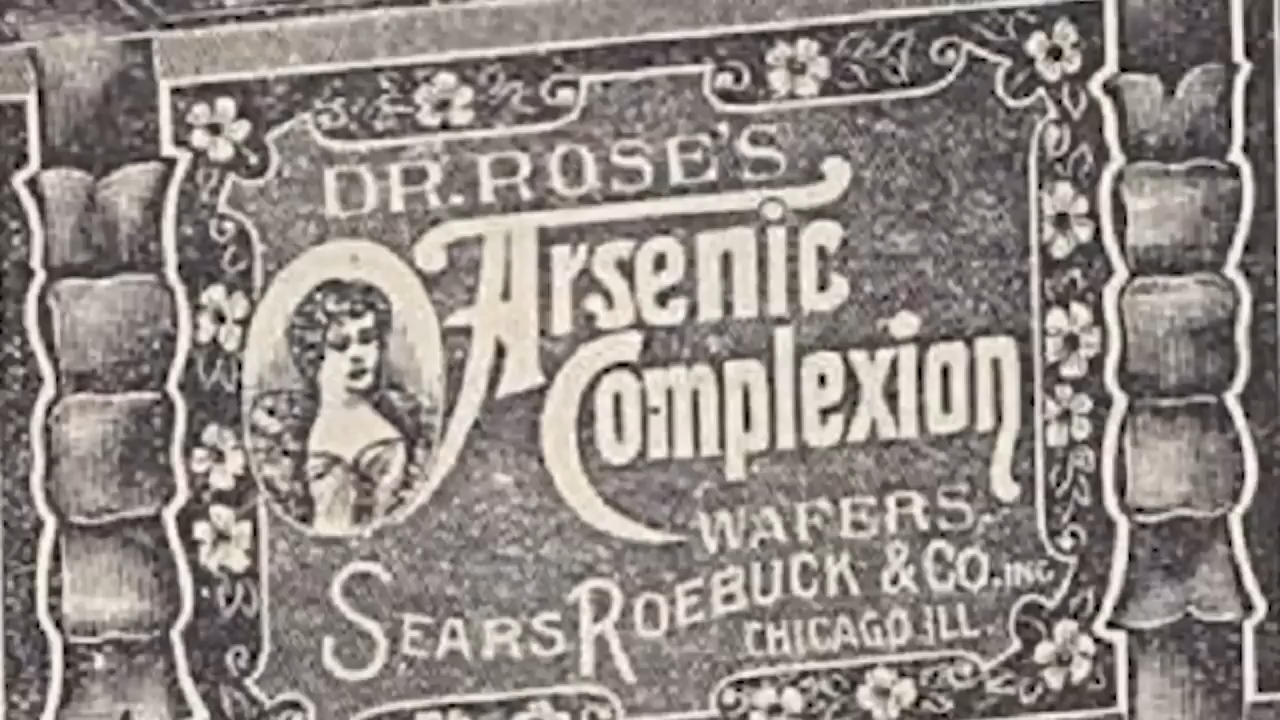 DR. ROSE'S
Arsenic
Complexion
WAFERS.
SEARS ROEBUCK & CO. INC
CHICAGO. ILL.